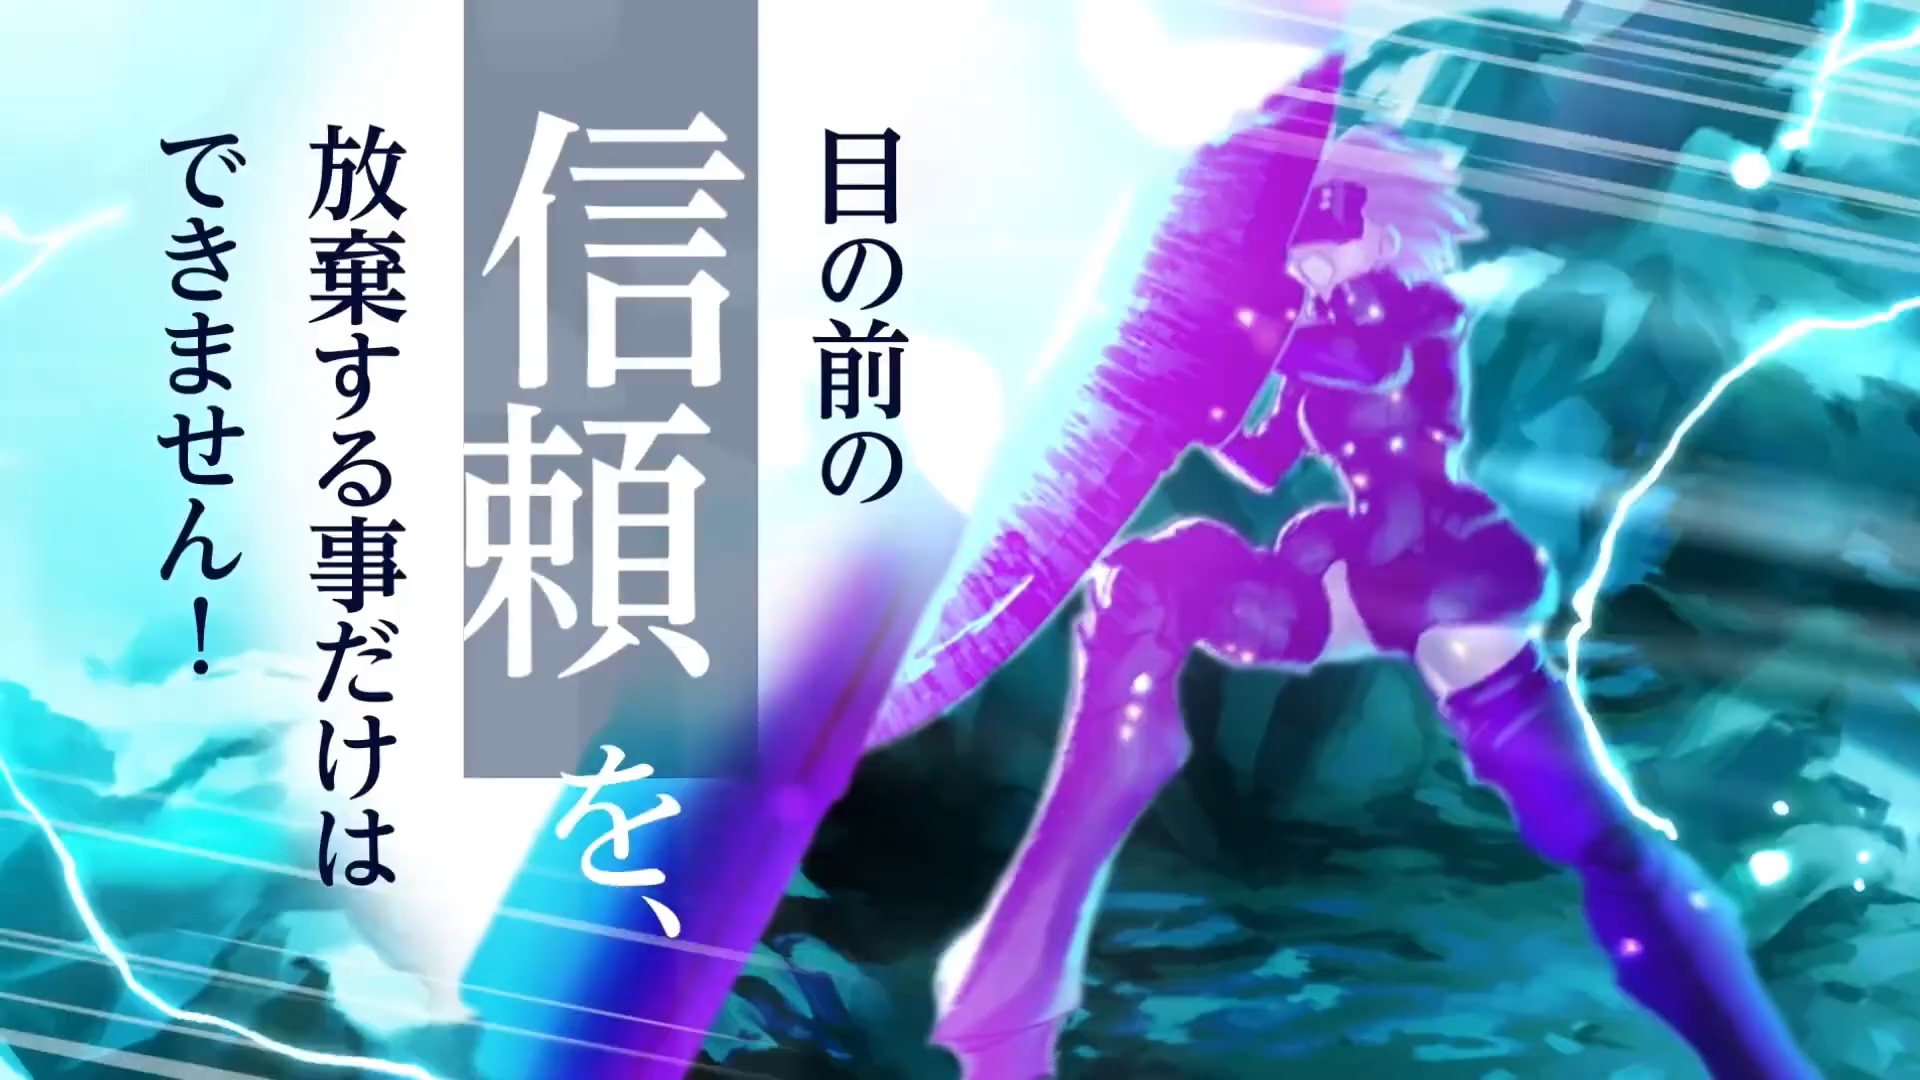 目の前の
信頼を、
放棄する事だけは
できません!